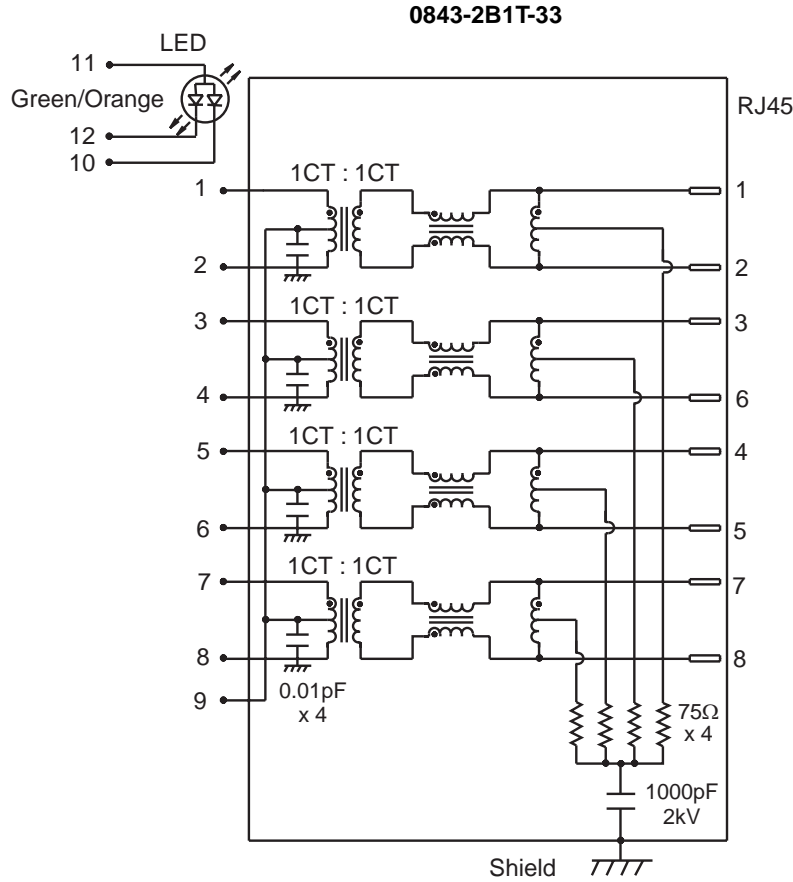 0843-2B1T-33
LED
11
Green/Orange
12
10
RJ45
1CT : 1CT
1
1
2
2
1CT : 1CT
3
3
4
6
1CT : 1CT
5
4
6
5
1CT : 1CT
7
7
8
8
9
0.01pF
x 4
75Ω
x 4
1000pF
2kV
Shield